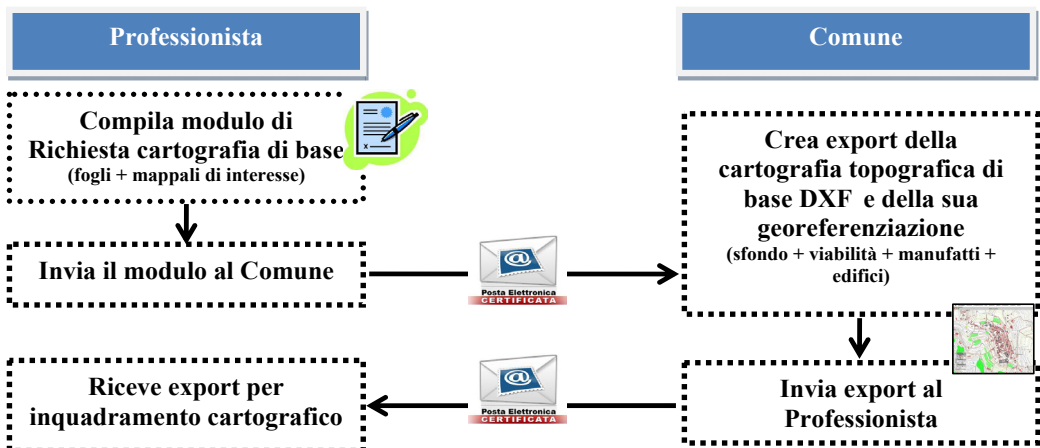 Professionista
Comune
Compila modulo di
Richiesta cartografia di base
(fogli + mappali di interesse)
Crea export della
cartografia topografica di
base DXF e della sua
georeferenziazione
(sfondo + viabilità + manufatti +
edifici)
Invia il modulo al Comune
@
Posta Elettronica
CERTIFICATA
Riceve export per
inquadramento cartografico
@
Posta Elettronica
CERTIFICATA
Invia export al
Professionista